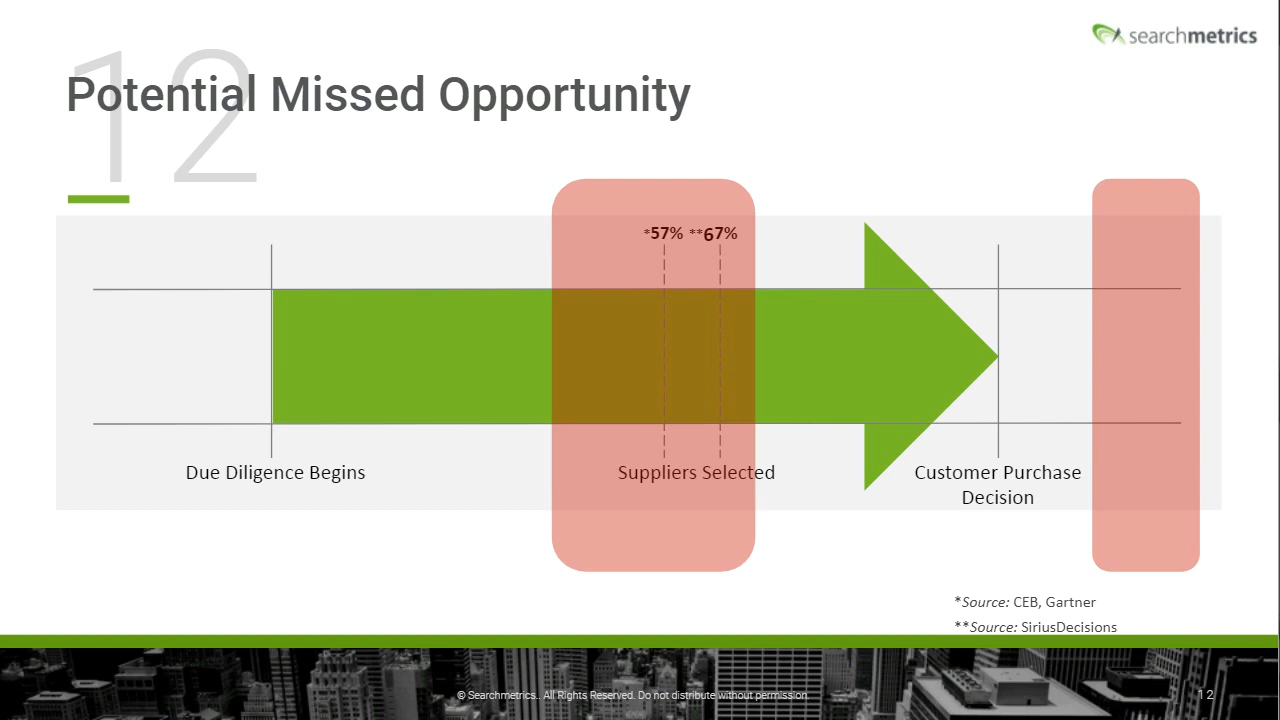 searchmetrics
12
Potential Missed Opportunity
*57% **67%
Due Diligence Begins
Suppliers Selected
Customer Purchase
Decision
*Source: CEB, Gartner
**Source: SiriusDecisions
© Searchmetrics.. All Rights Reserved. Do not distribute without permission.
12